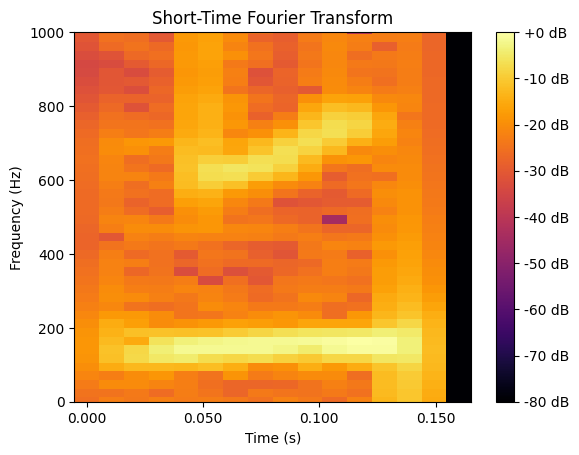 Short-Time Fourier Transform
Frequency (Hz)
1000
800
600
400
200
0
0.000
0.050
0.100
0.150
Time (s)
+0 dB
-10 dB
-20 dB
-30 dB
-40 dB
-50 dB
-60 dB
-70 dB
-80 dB